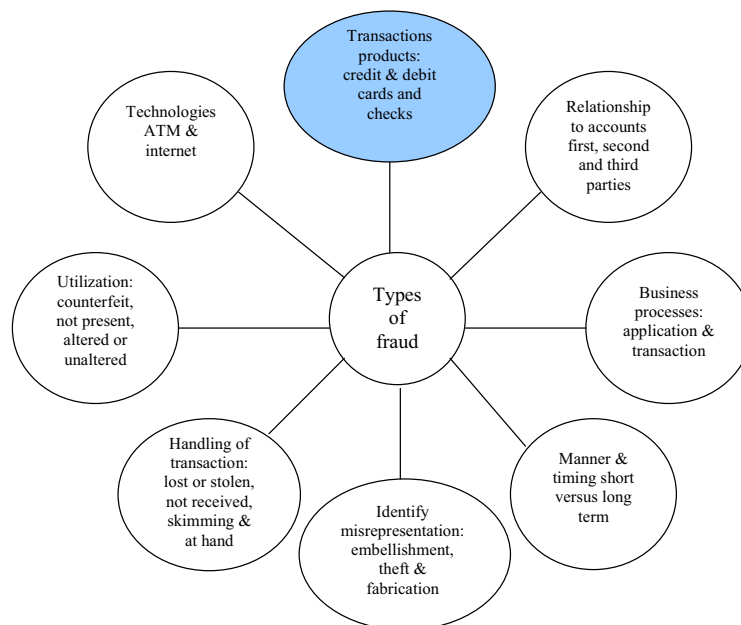 Transactions
products:
credit & debit
cards and
checks
Technologies
ATM &
internet
Relationship
to accounts
first, second
and third
parties
Utilization:
counterfeit,
not present,
altered or
unaltered
Types
of
fraud
Business
processes:
application &
transaction
Handling of
transaction:
lost or stolen,
not received,
skimming &
at hand
Identify
misrepresentation:
embellishment,
theft &
fabrication
Manner &
timing short
versus long
term